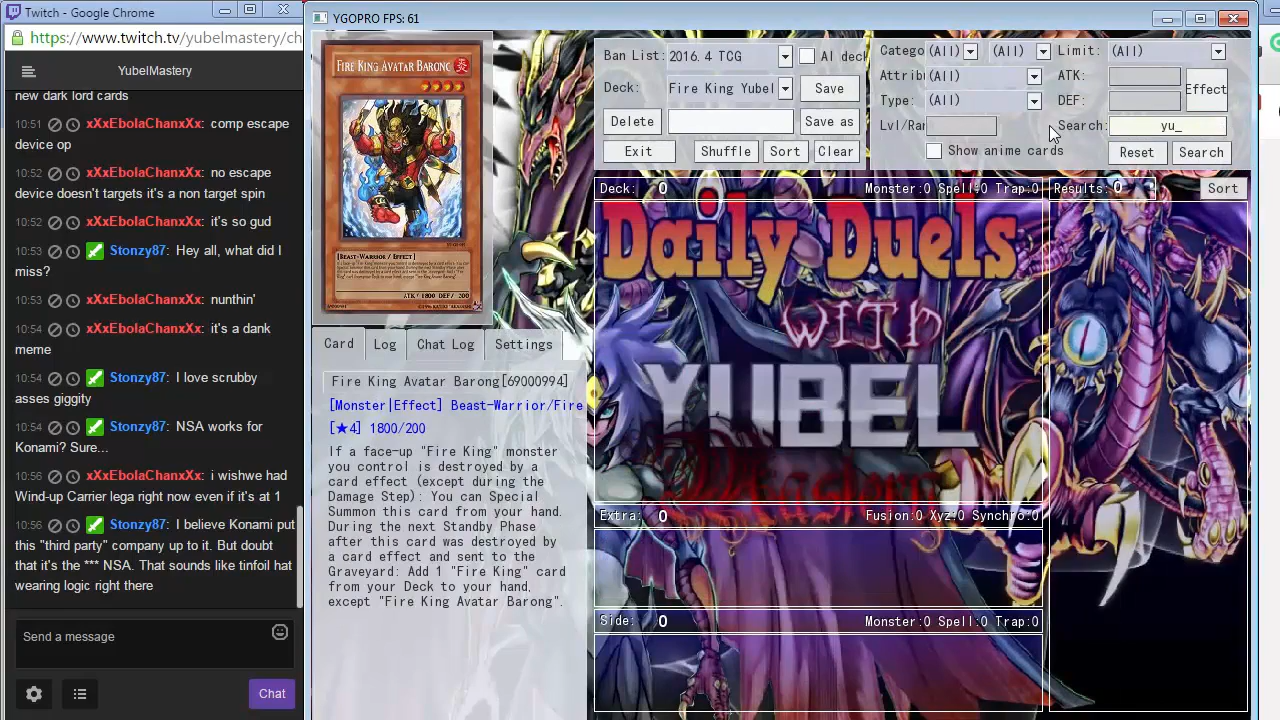 Twitch - Google Chrome
https://www.twitch.tv/yubelmastery/ch
YubelMastery
new dark lord cards
10:51 xXxEbolaChanxXx: comp escape
device op
10:52 xXxEbolaChanxXx: no escape
device doesn't targets it's a non target
spin
10:52 xXxEbolaChanxXx: it's so gud
10:53 Stonzy87: Hey all, what did I
miss?
10:53 xXxEbolaChanxXx: nunthin'
10:54 xXxEbolaChanxXx: it's a dank
meme
10:54 Stonzy87: I love scrubby
asses giggity
10:54 Stonzy87: NSA works for
Konami? Sure...
10:56 xXxEbolaChanxXx: i wishwe had
Wind-up Carrier lega right now even if it's at 1
10:56 Stonzy87: I believe Konami put
this "third party" company up to it. But doubt
that it's the *** NSA. That sounds like tinfoil hat
wearing logic right there
Send a message
Chat
YGOPRO FPS: 61
FIRE KING AVATAR BARONG 炎
[BEAST-WARRIOR / EFFECT]
ATK / 1800 DEF / 200
Card Log Chat Log Settings
Fire King Avatar Barong[69000994]
[Monster|Effect] Beast-Warrior/Fire
[★4] 1800/200
If a face-up "Fire King" monster
you control is destroyed by a
card effect (except during the
Damage Step): You can Special
Summon this card from your hand.
During the next Standby Phase
after this card was destroyed by
a card effect and sent to the
Graveyard: Add 1 "Fire King" card
from your Deck to your hand,
except "Fire King Avatar Barong".
Ban List: 2016.4 TCG AI deck
Deck: Fire King Yubel Save
Delete Save as
Exit Shuffle Sort Clear
Catego (All) (All) Limit: (All)
Attrib (All) ATK:
Effect
Type: (All) DEF:
Lvl/Ran Search: yu_
Show anime cards Reset Search
Deck: 0 Monster:0 Spell:0 Trap:0 Results: 0 Sort
Daily Duels
WITH
YUBEL
Extra: 0 Fusion:0 Xyz:0 Synchro:0
Side: 0 Monster:0 Spell:0 Trap:0